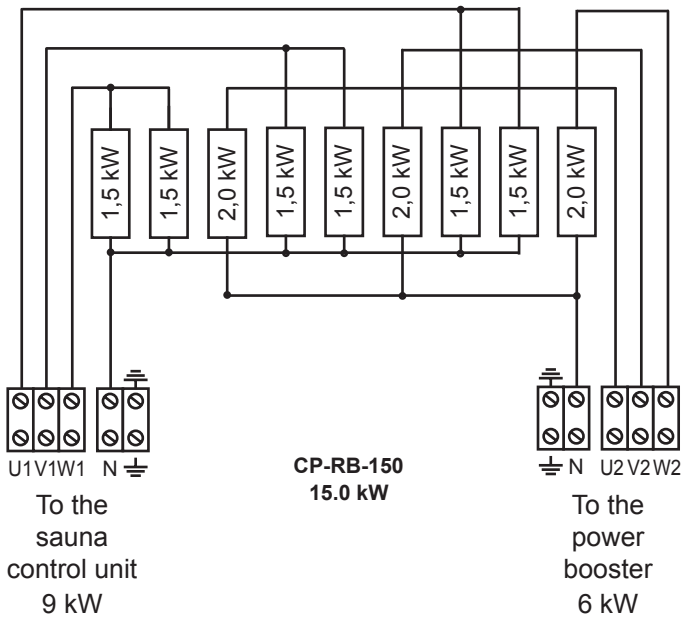 1,5 kW
1,5 kW
2,0 kW
1,5 kW
1,5 kW
2,0 kW
1,5 kW
1,5 kW
2,0 kW
U1 V1 W1 N
N U2 V2 W2
CP-RB-150
15.0 kW
To the
sauna
control unit
9 kW
To the
power
booster
6 kW